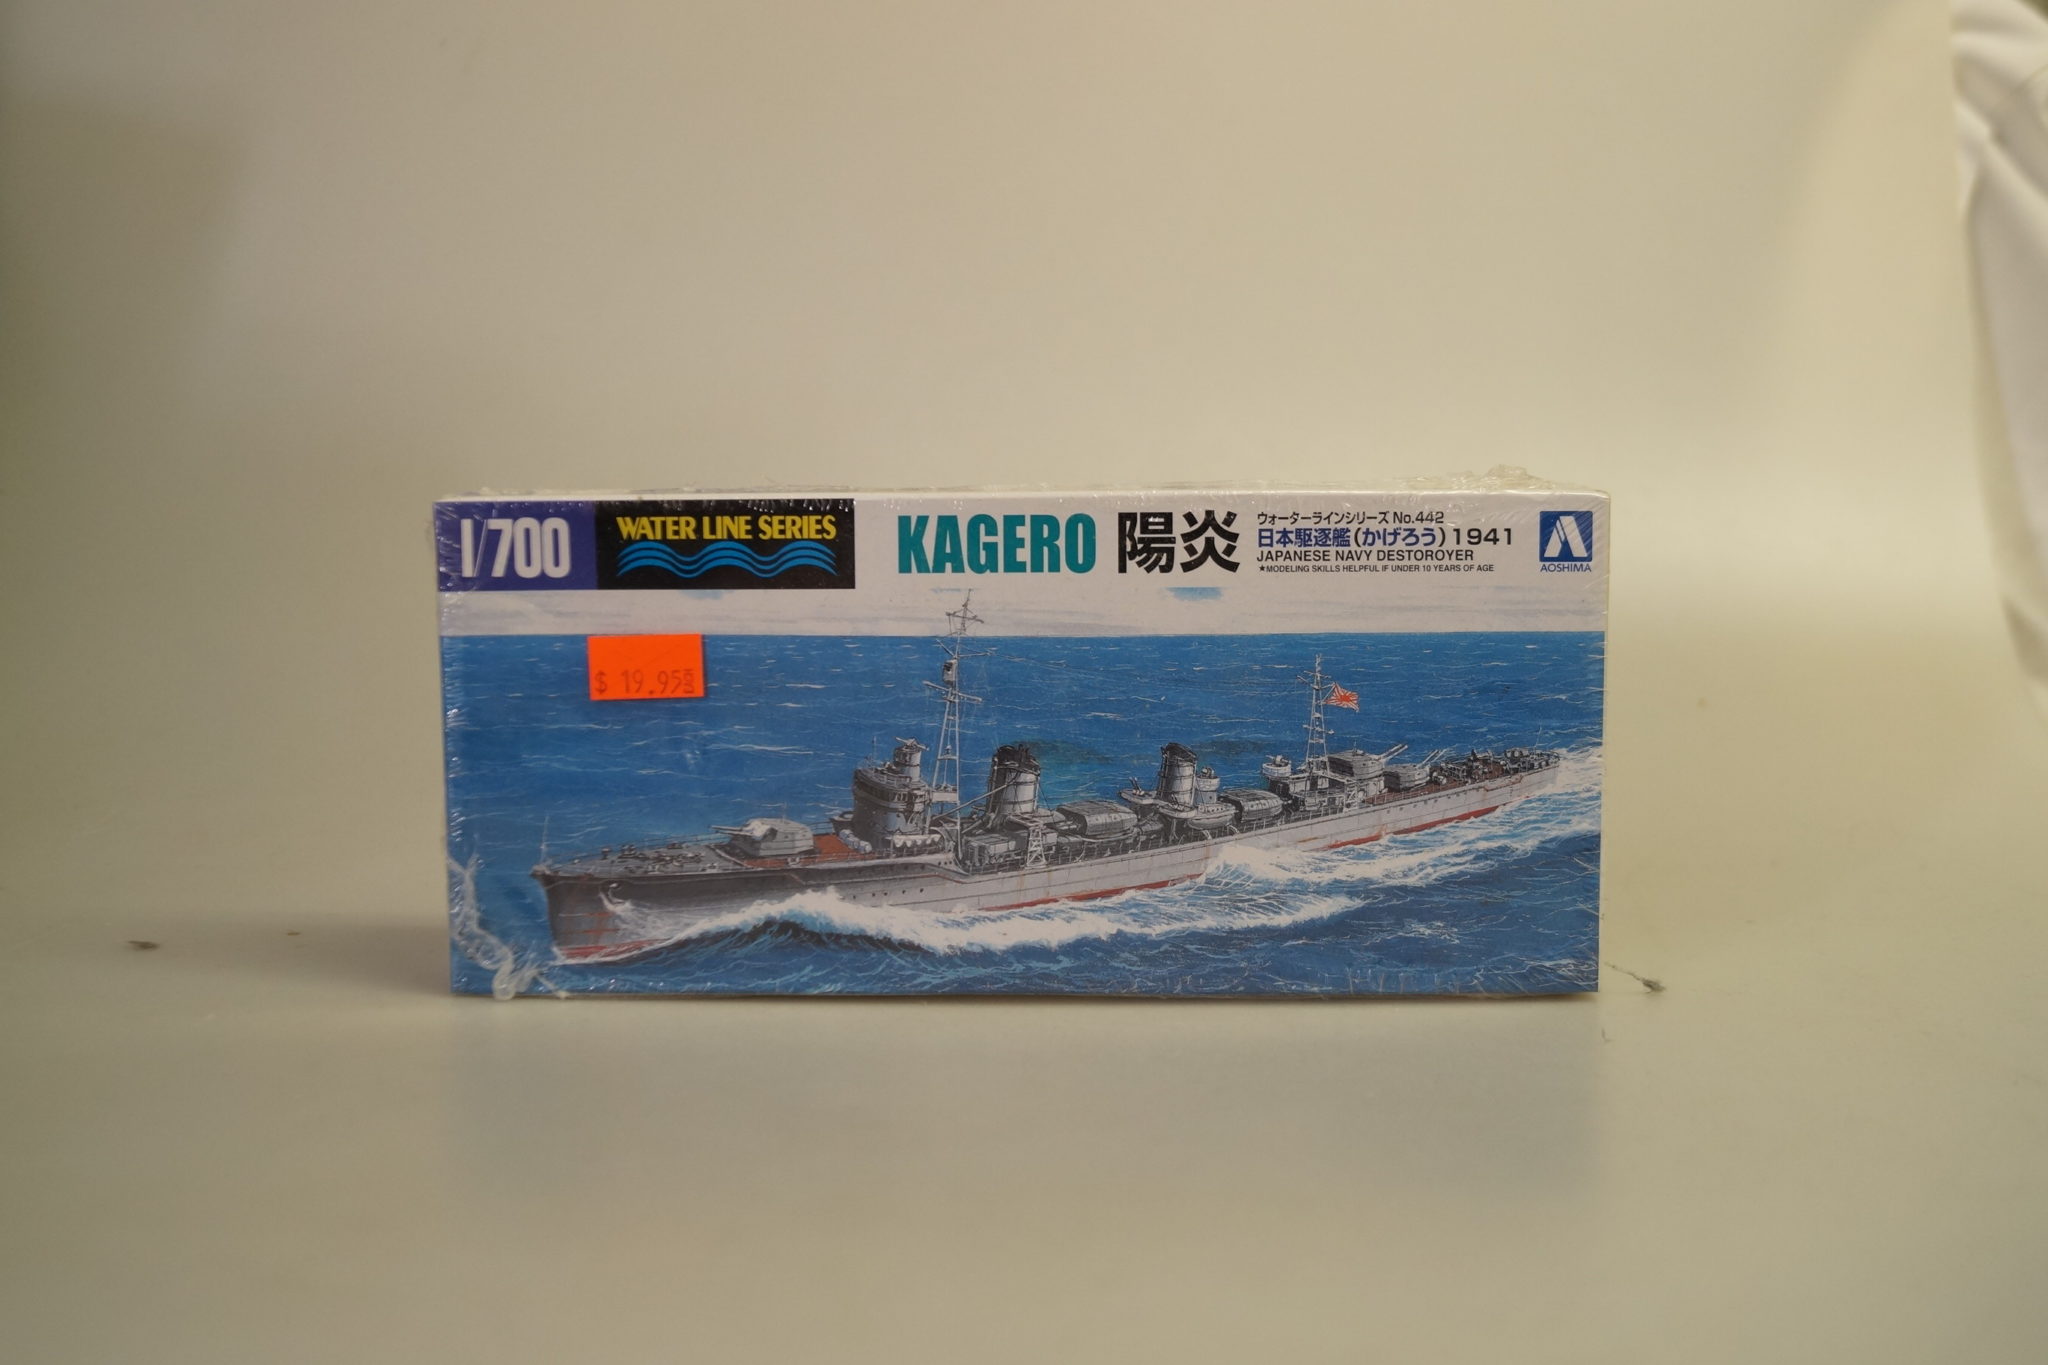 1/700
WATER LINE SERIES
KAGERO 陽炎
ウォーターラインシリーズ No.442
日本駆逐艦(かげろう)1941
JAPANESE NAVY DESTOROYER
★MODELING SKILLS HELPFUL IF UNDER 10 YEARS OF AGE
AOSHIMA
$ 19.95